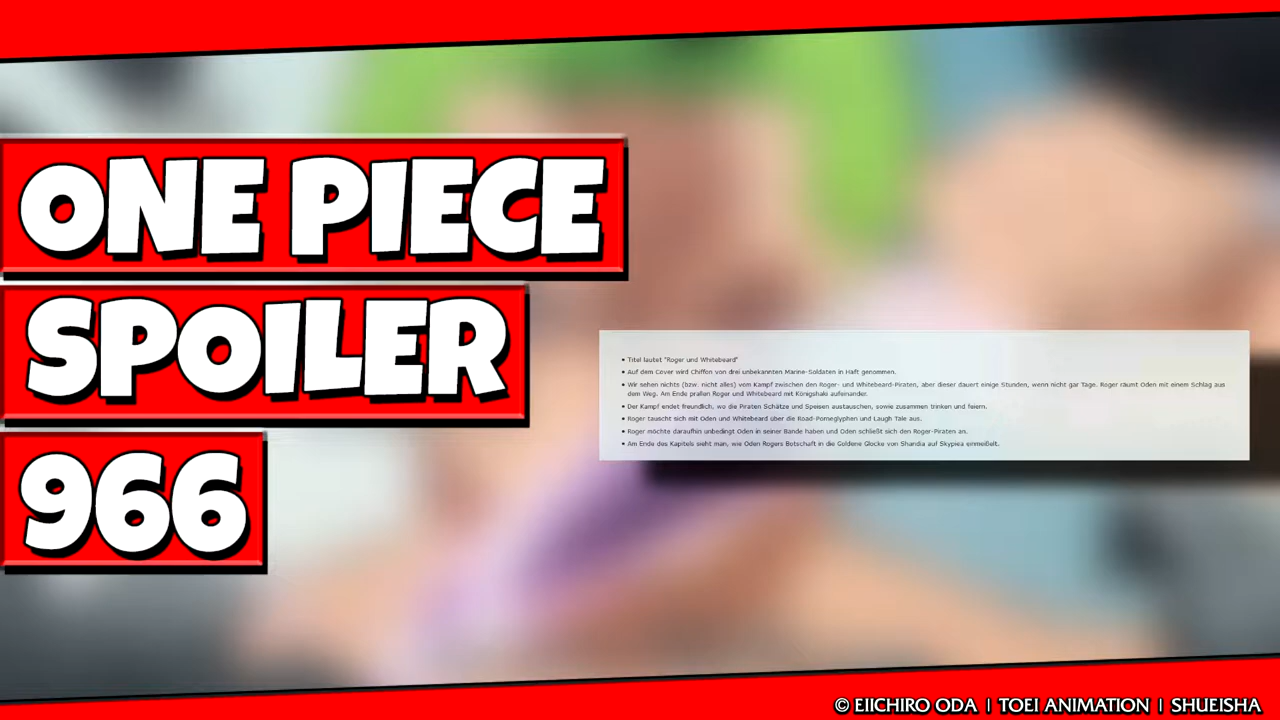 ONE PIECE
SPOILER
966
• Titel lautet "Roger und Whitebeard"
• Auf dem Cover wird Chiffon von drei unbekannten Marine-Soldaten in Haft genommen.
• Wir sehen nichts (bzw. nicht alles) vom Kampf zwischen den Roger- und Whitebeard-Piraten, aber dieser dauert einige Stunden, wenn nicht gar Tage. Roger räumt Oden mit einem Schlag aus
dem Weg. Am Ende prallen Roger und Whitebeard mit Königshaki aufeinander.
• Der Kampf endet freundlich, wo die Piraten Schätze und Speisen austauschen, sowie zusammen trinken und feiern.
• Roger tauscht sich mit Oden und Whitebeard über die Road-Porneglyphen und Laugh Tale aus.
• Roger möchte daraufhin unbedingt Oden in seiner Bande haben und Oden schließt sich den Roger-Piraten an.
• Am Ende des Kapitels sieht man, wie Oden Rogers Botschaft in die Goldene Glocke von Shandia auf Skypiea einmeißelt.
© EIICHIRO ODA | TOEI ANIMATION | SHUEISHA